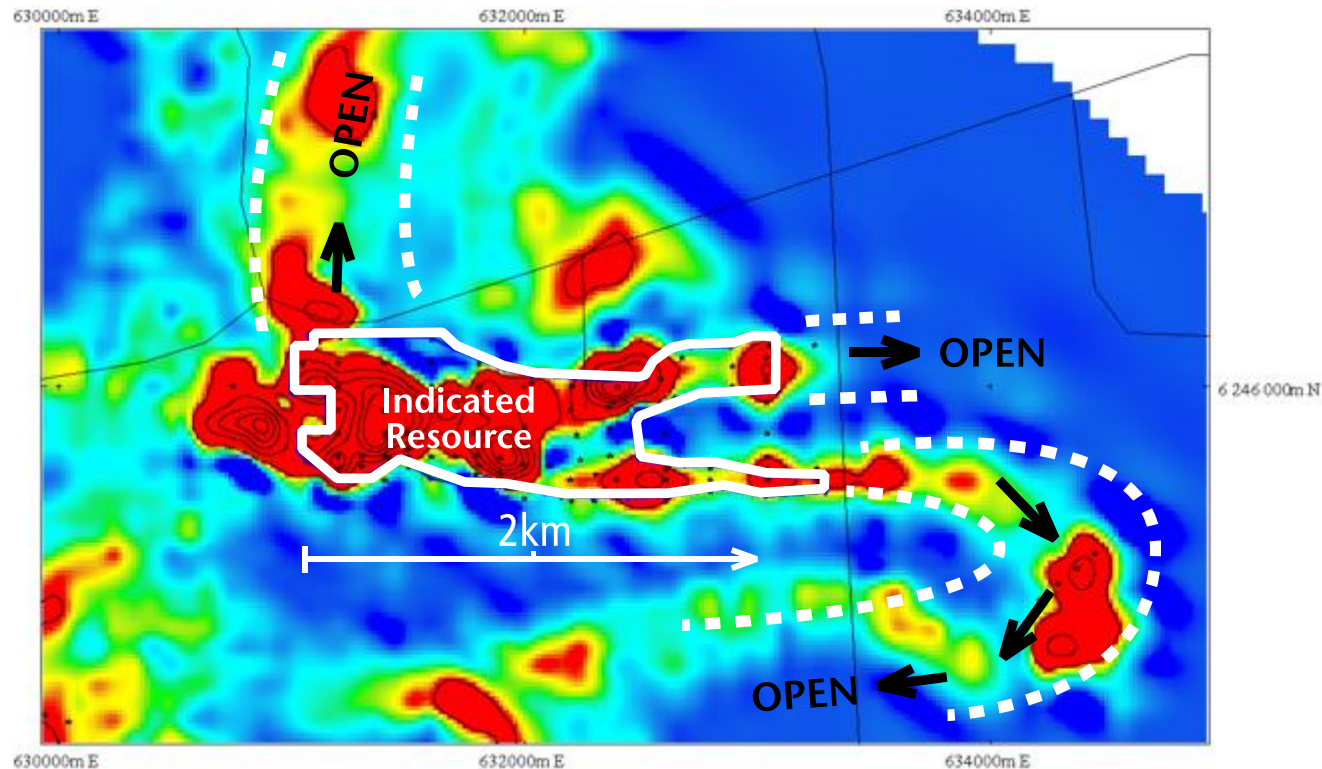 630000m E
632000m E
634000m E
OPEN
OPEN
6 246 000m N
Indicated
Resource
2km
OPEN
630000m E
632000m E
634000m E